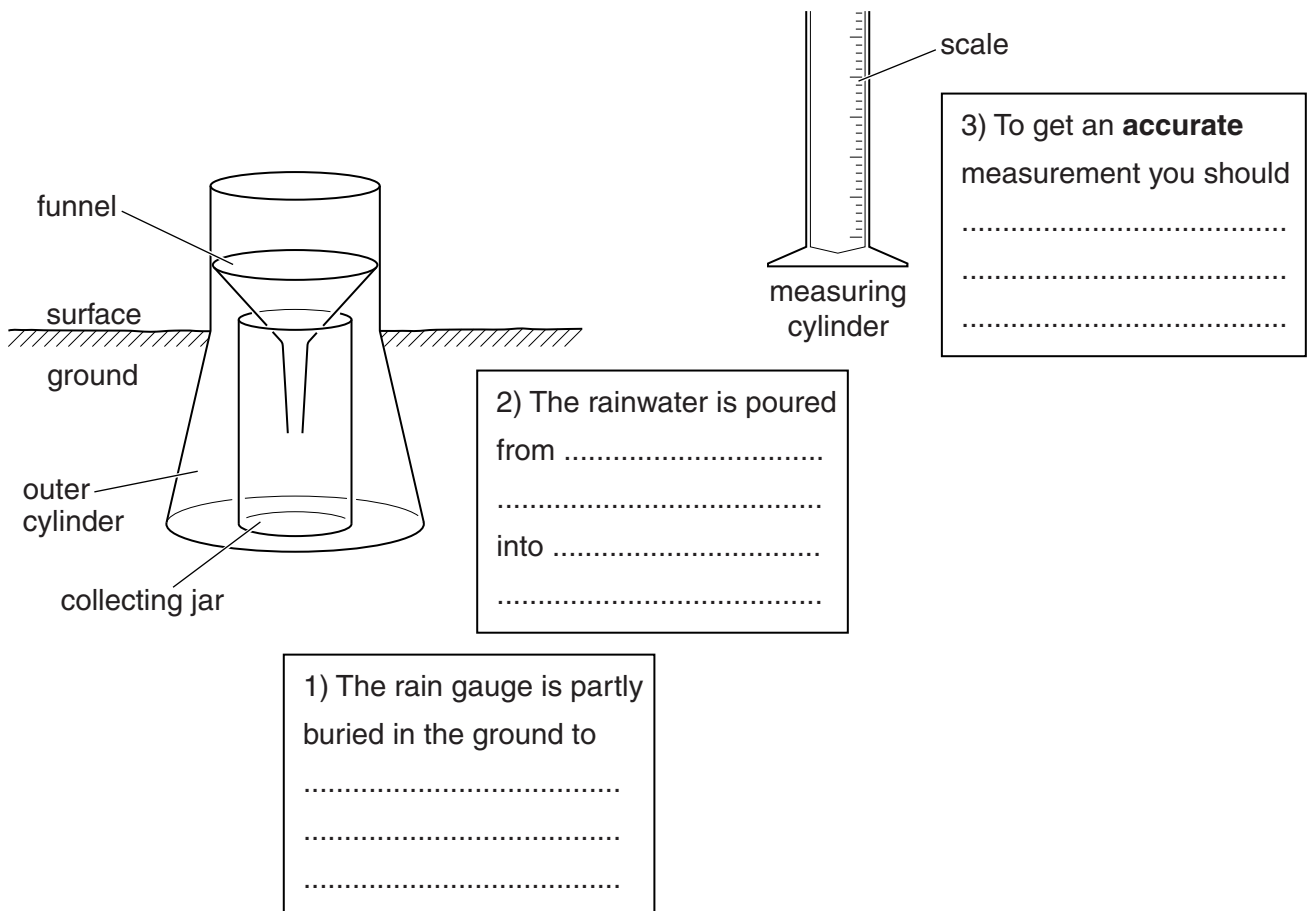 scale
3) To get an accurate
measurement you should
.......................................
.......................................
.......................................
funnel
measuring
cylinder
surface
ground
2) The rainwater is poured
from ...............................
.......................................
into ................................
.......................................
outer
cylinder
collecting jar
1) The rain gauge is partly
buried in the ground to
.......................................
.......................................
.......................................